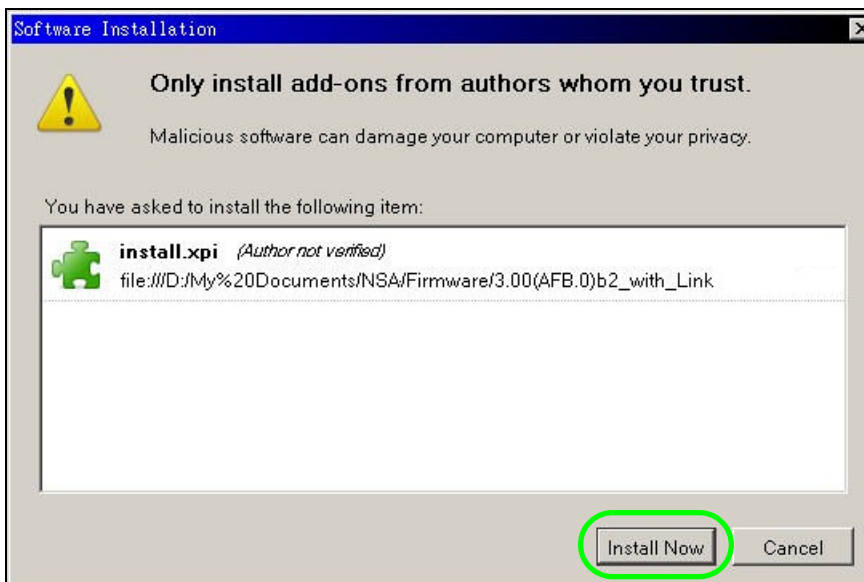 Software Installation
Only install add-ons from authors whom you trust.
Malicious software can damage your computer or violate your privacy.
You have asked to install the following item:
install.xpi (Author not verified)
file:///D:/My%20Documents/NSA/Firmware/3.00(AFB.0)b2_with_Link
Install Now Cancel